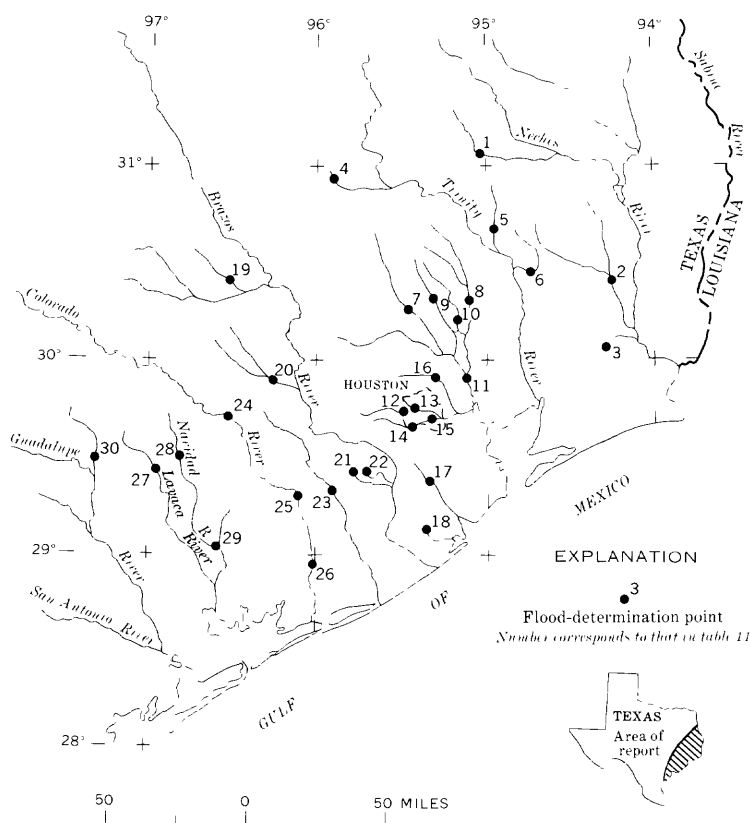 97°
96°
95°
94°
Sabine
River
Neches
River
1
31°
4
Trinity
TEXAS
LOUISIANA
Brazos
5
6
2
19
8
7
9
10
Colorado
3
30°
20
16
River
HOUSTON
11
River
12
13
24
14
15
Guadalupe
Navidad
River
30
28
27
Lavaca
21
22
17
25
23
MEXICO
R
18
29
River
29°
26
EXPLANATION
River
3
OF
Flood-determination point
San Antonio River
Number corresponds to that in table 11
GULF
TEXAS
Area of
report
28°
50
0
50 MILES